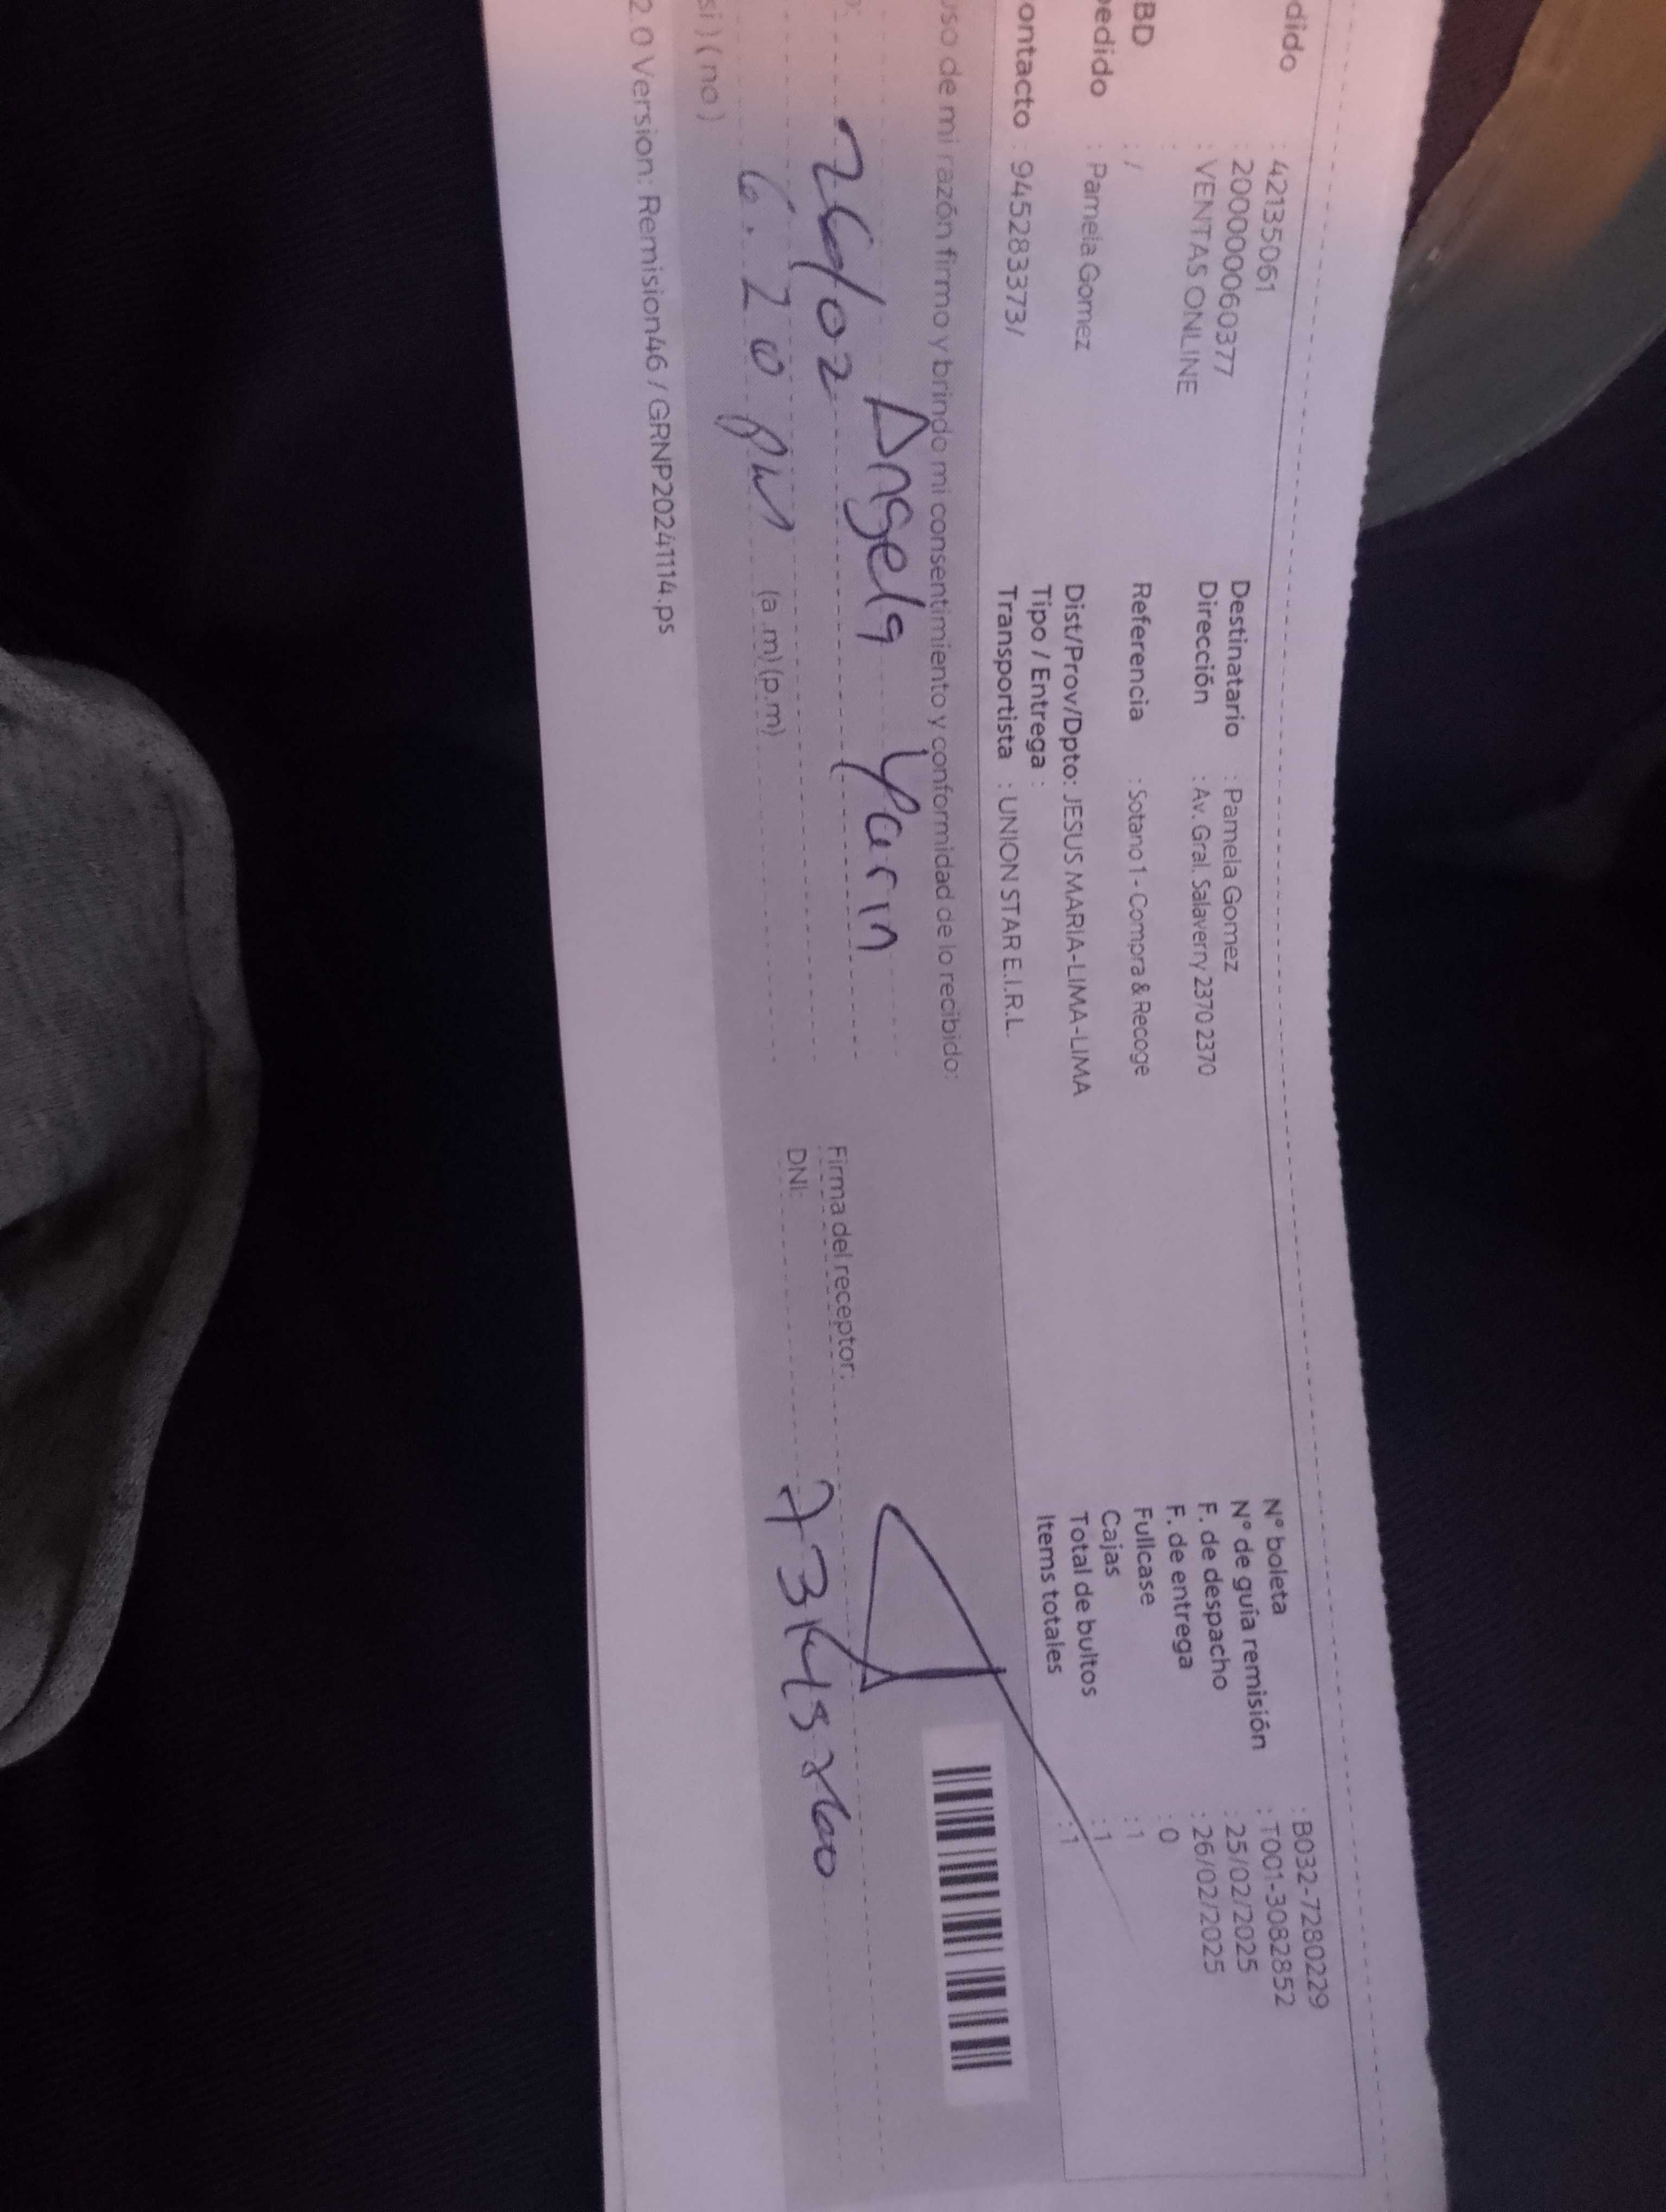 dido : 42135061
200000060377
: VENTAS ONLINE
BD : /
pedido : Pamela Gomez
ontacto : 945283373/
Destinatario : Pamela Gomez
Dirección : Av. Gral. Salaverry 2370 2370
Referencia : Sotano 1 - Compra & Recoge
Dist/Prov/Dpto: JESUS MARIA-LIMA-LIMA
Tipo / Entrega :
Transportista : UNION STAR E.I.R.L.
N° boleta : B032-7280229
N° de guía remisión : T001-3082852
F. de despacho : 25/02/2025
F. de entrega : 26/02/2025
Fullcase : 0
Cajas : 1
Total de bultos : 1
Items totales : 1
uso de mi razón firmo y brindo mi consentimiento y conformidad de lo recibido:
Angela Yarin
26/02
6.20 PM (a.m) (p.m)
Firma del receptor:
DNI:
si ) ( no )
2.0 Version: Remision46 / GRNP20241114.ps